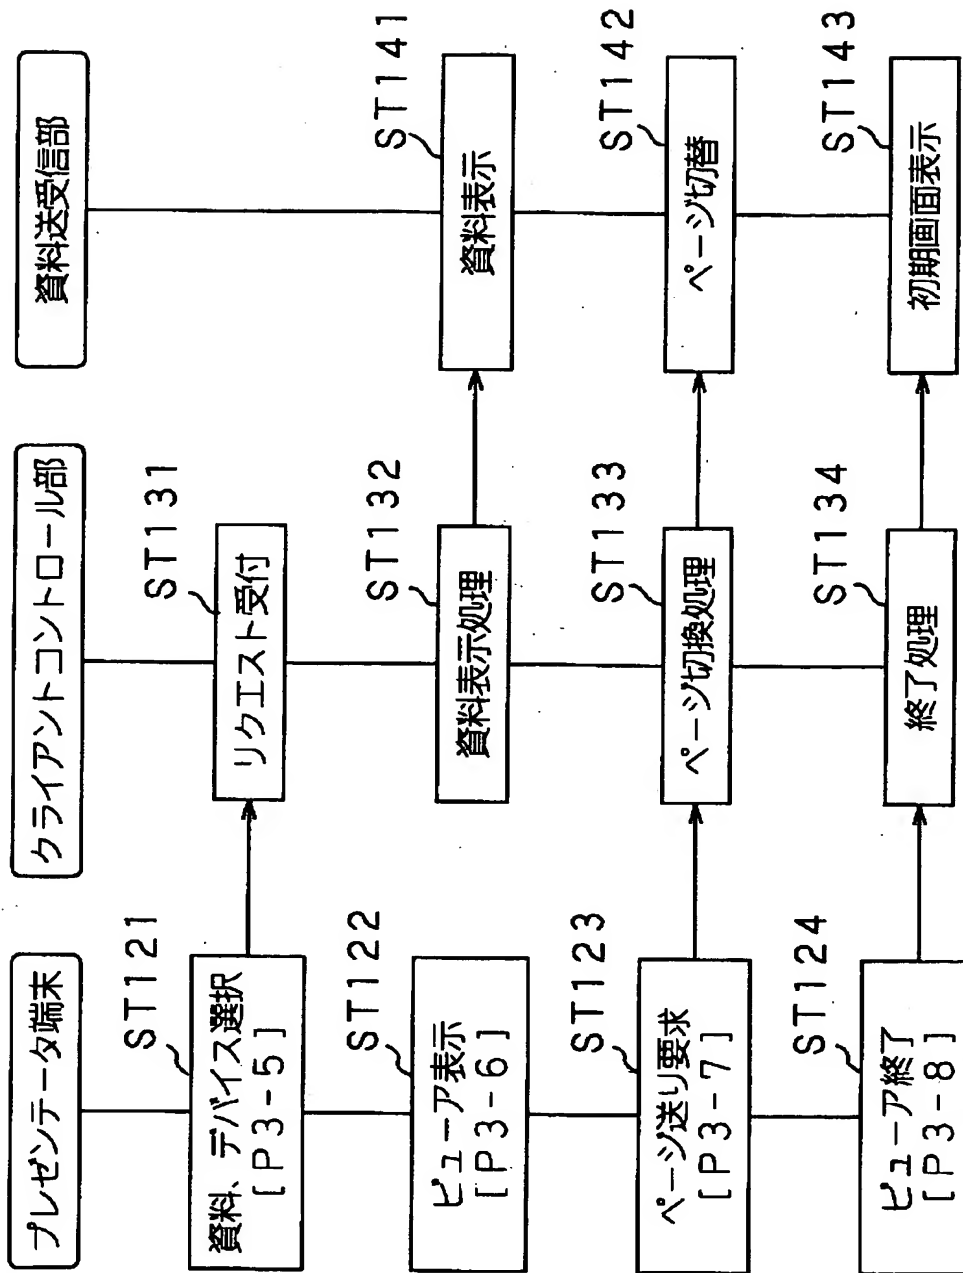 プレゼンテータ端末
ST121
資料、デバイス選択
[P3-5]
ST122
ビューア表示
[P3-6]
ST123
ページ送り要求
[P3-7]
ST124
ビューア終了
[P3-8]
クライアントコントロール部
ST131
リクエスト受付
ST132
資料表示処理
ST133
ページ切換処理
ST134
終了処理
資料送受信部
ST141
資料表示
ST142
ページ切替
ST143
初期画面表示